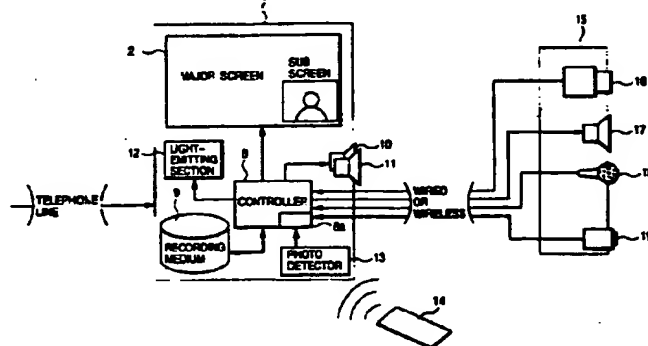 2
MAJOR SCREEN
SUB
SCREEN
15
16
17
10
11
12
LIGHT-
EMITTING
SECTION
8
TELEPHONE
LINE
CONTROLLER
8a
WIRED
OR
WIRELESS
9
RECORDING
MEDIUM
PHOTO
DETECTOR
13
14